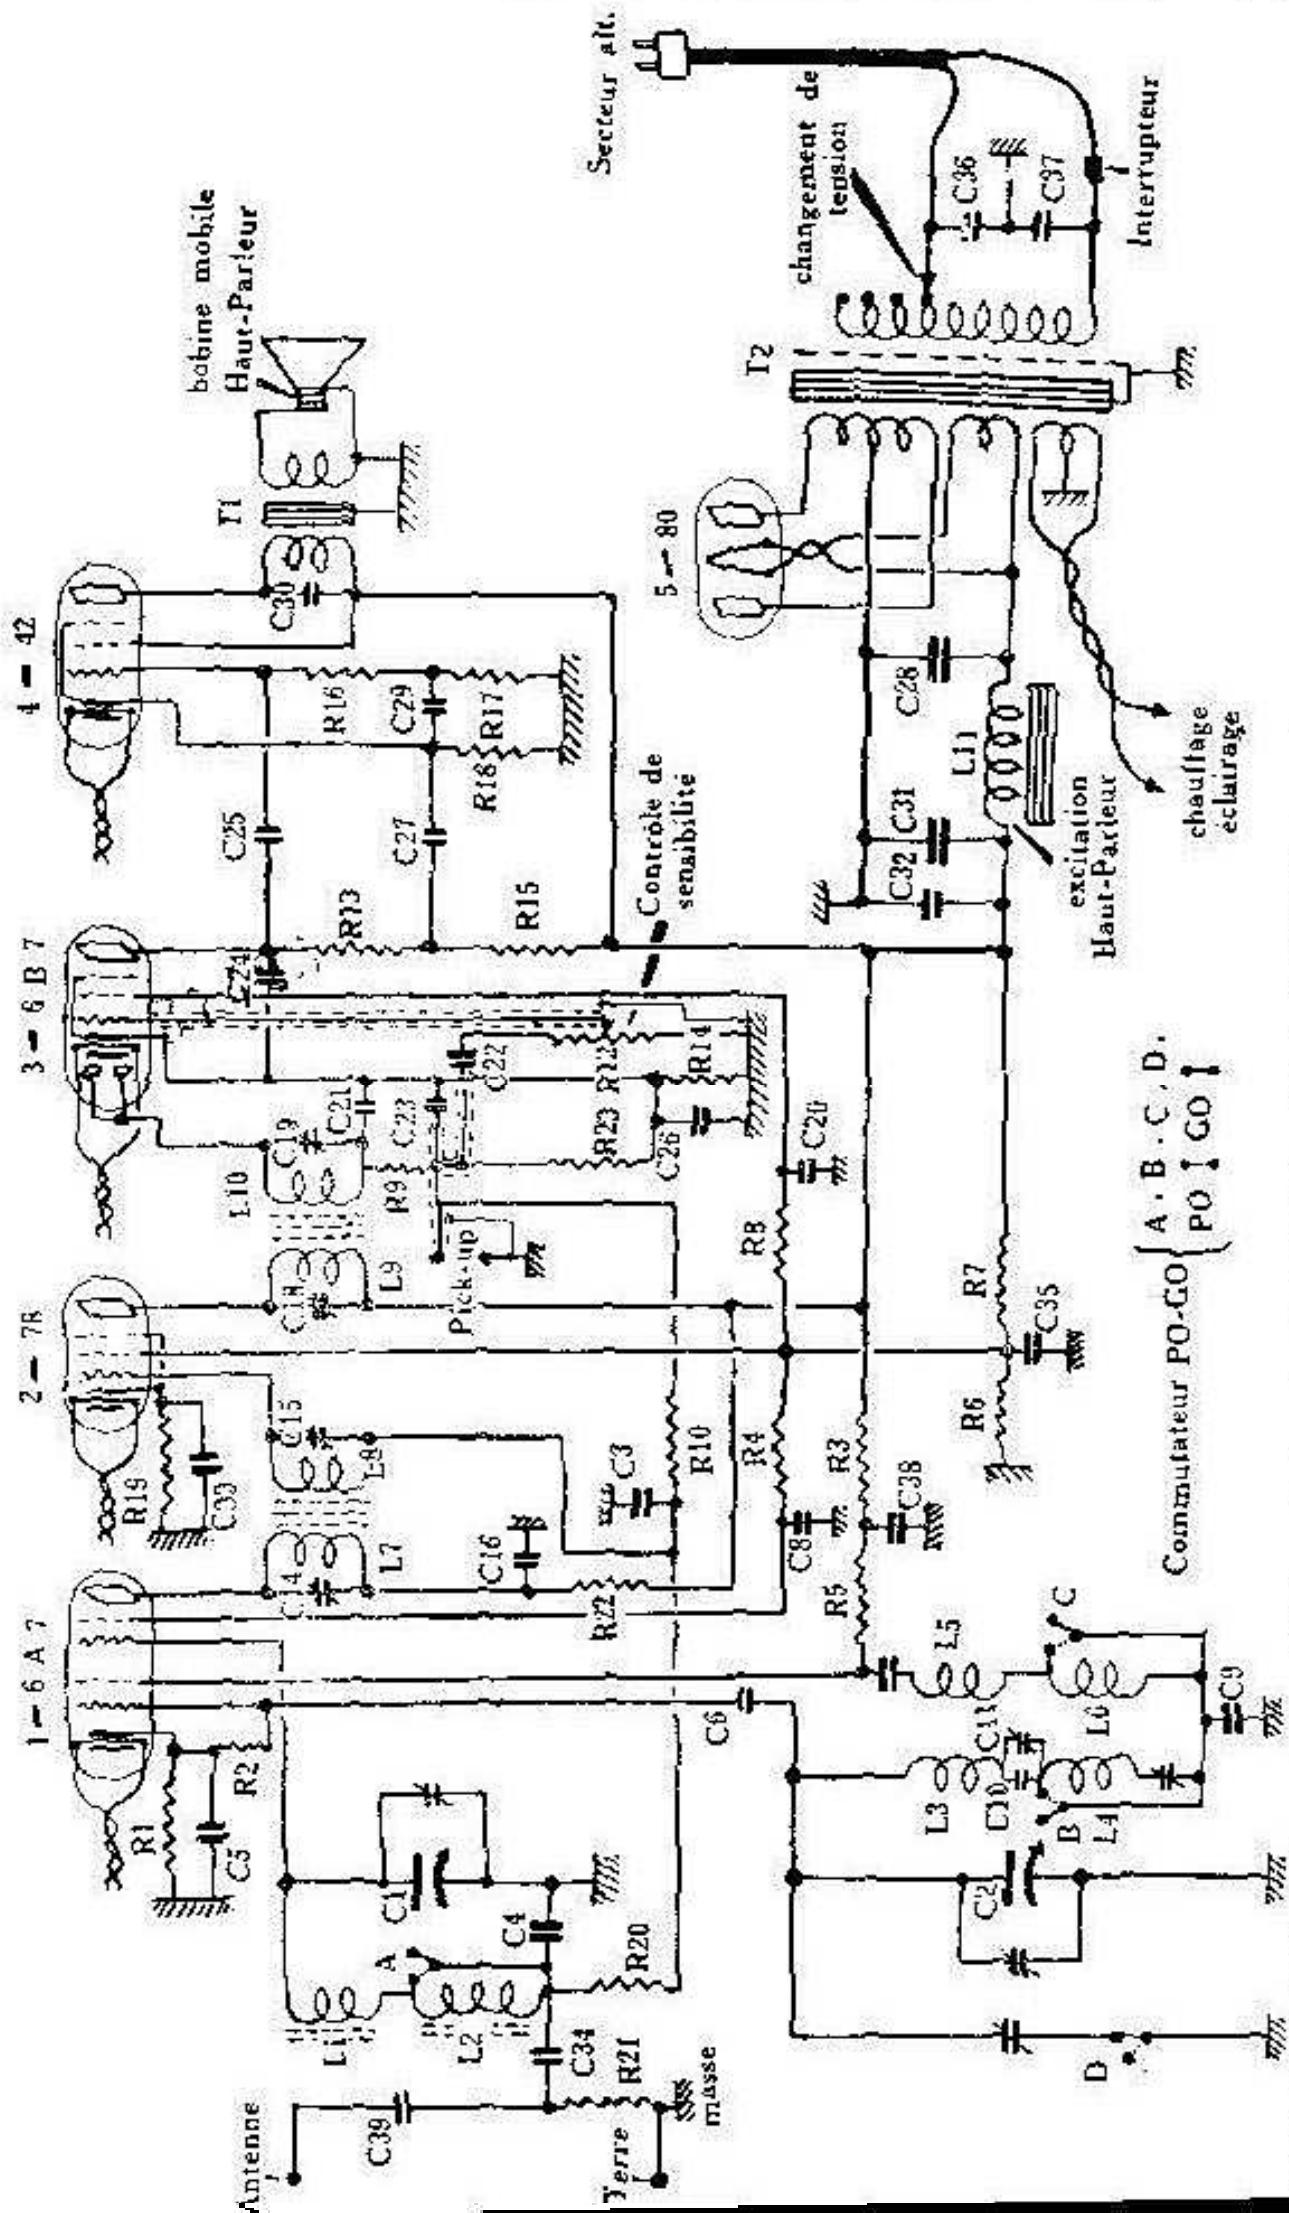 1 - 6 A 7
2 - 78
3 - 6 B 7
4 - 42
bobine mobile
Haut-Parleur
T1
R1
C5
R2
R19
C33
C14
L7
C15
L8
C18
L9
L10
C19
C21
R9
C23
C22
C24
R13
C25
R16
C30
C29
R17
R18
C27
R15
Contrôle de
sensibilité
R12
R14
R23
C26
Pick-up
C20
R8
R10
C3
C16
R22
R4
C8
R3
C38
R5
R7
R6
C35
Antenne
C39
L1
L2
A
C1
C4
C34
R20
R21
Terre
masse
C6
D
C2
B
L3
L4
C10
C11
L5
L6
C
C9
Commutateur PO-GO
A . B . C . D .
PO
GO
5 - 80
T2
C28
L11
C31
C32
excitation
Haut-Parleur
chauffage
éclairage
Secteur alt.
changement de
tension
C36
C37
Interrupteur